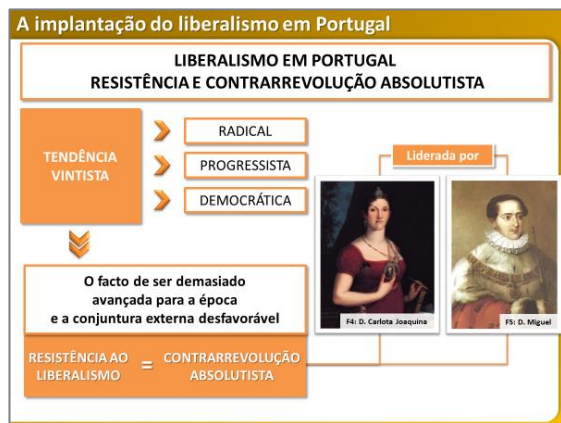 A implantação do liberalismo em Portugal
LIBERALISMO EM PORTUGAL
RESISTÊNCIA E CONTRARREVOLUÇÃO ABSOLUTISTA
TENDÊNCIA
VINTISTA
RADICAL
PROGRESSISTA
DEMOCRÁTICA
Liderada por
F4: D. Carlota Joaquina
F5: D. Miguel
O facto de ser demasiado
avançada para a época
e a conjuntura externa desfavorável
RESISTÊNCIA AO
LIBERALISMO
=
CONTRARREVOLUÇÃO
ABSOLUTISTA